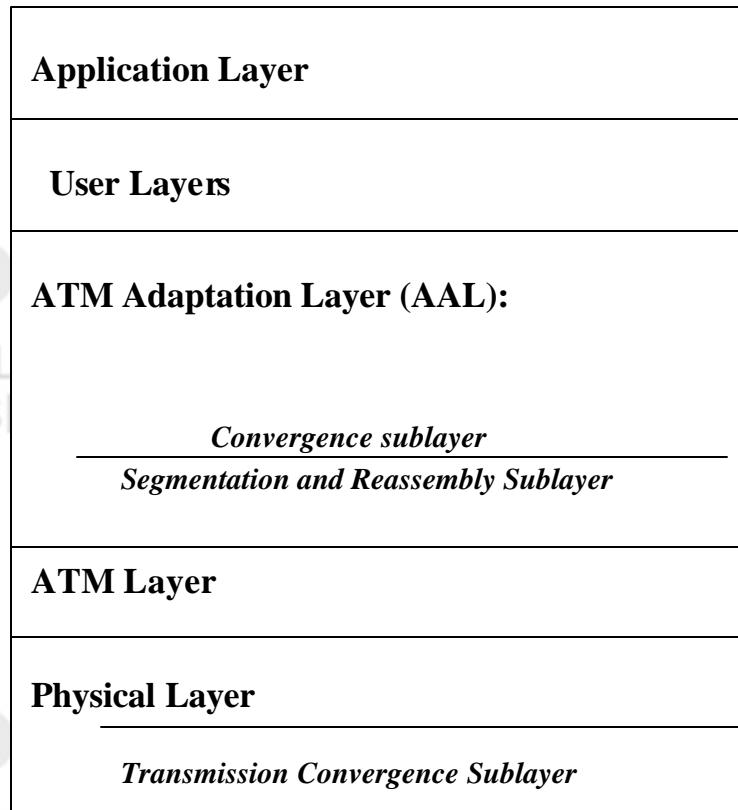 Application Layer
User Layers
ATM Adaptation Layer (AAL):
Convergence sublayer
Segmentation and Reassembly Sublayer
ATM Layer
Physical Layer
Transmission Convergence Sublayer